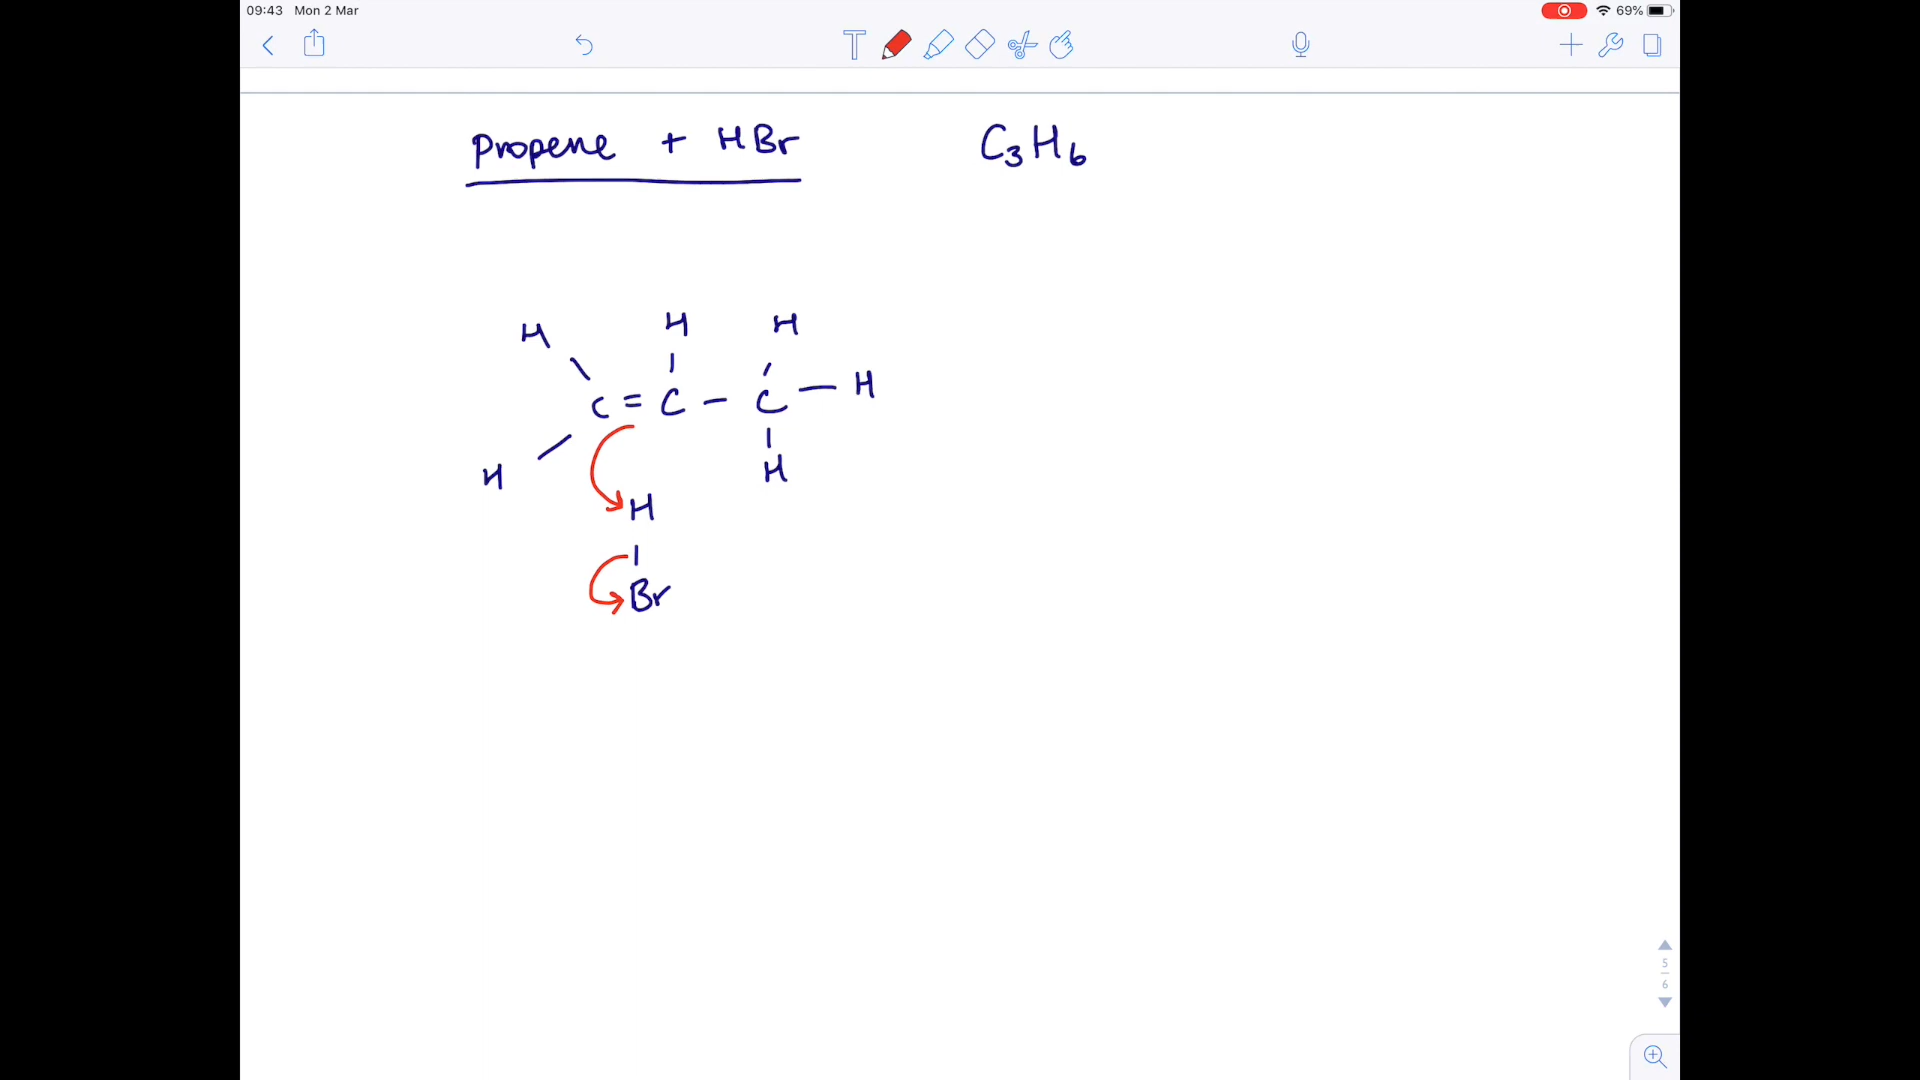 09:43 Mon 2 Mar
69%
T
Propene + HBr
C₃H₆
H H H
C = C - C - H
H H
H
Br
5
6